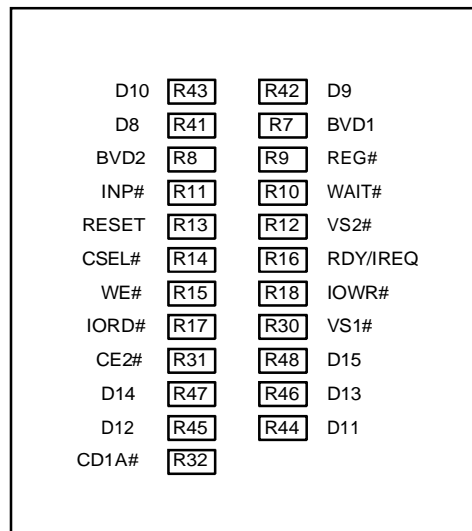 D10 R43 R42 D9
D8 R41 R7 BVD1
BVD2 R8 R9 REG#
INP# R11 R10 WAIT#
RESET R13 R12 VS2#
CSEL# R14 R16 RDY/IREQ
WE# R15 R18 IOWR#
IORD# R17 R30 VS1#
CE2# R31 R48 D15
D14 R47 R46 D13
D12 R45 R44 D11
CD1A# R32